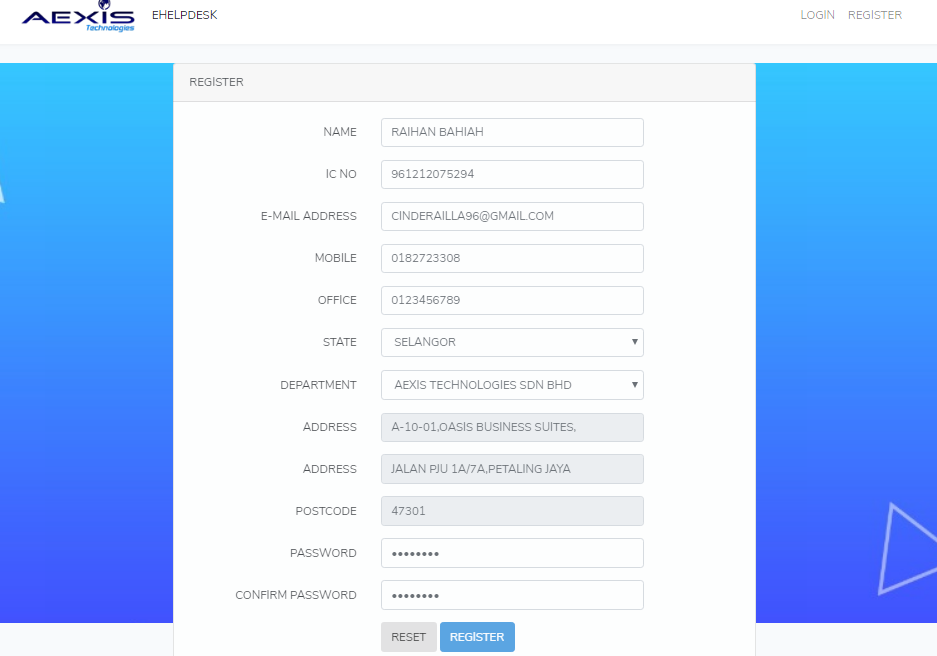 AEXIS
Technologies
EHELPDESK
LOGIN REGISTER
REGISTER
NAME RAIHAN BAHIAH
IC NO 961212075294
E-MAIL ADDRESS CINDERAILLA96@GMAIL.COM
MOBILE 0182723308
OFFICE 0123456789
STATE SELANGOR
DEPARTMENT AEXIS TECHNOLOGIES SDN BHD
ADDRESS A-10-01,OASIS BUSINESS SUITES,
ADDRESS JALAN PJU 1A/7A,PETALING JAYA
POSTCODE 47301
PASSWORD ••••••••
CONFIRM PASSWORD ••••••••
RESET REGISTER